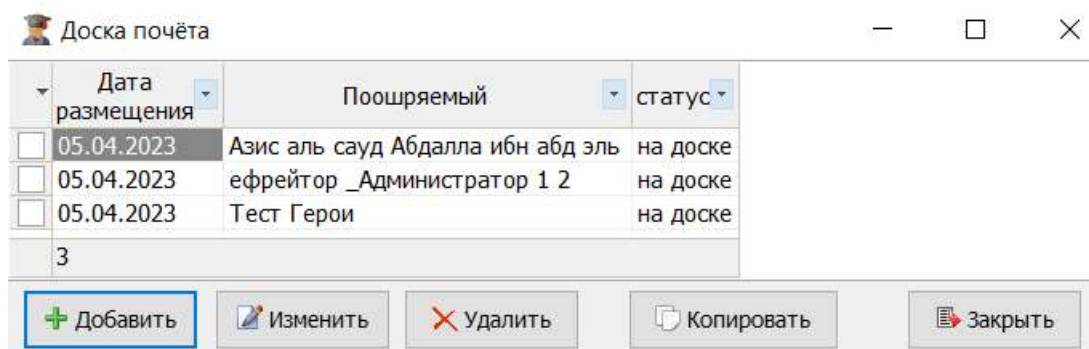 Доска почёта
Дата размещения Поощряемый статус
05.04.2023 Азис аль сауд Абдалла ибн абд эль на доске
05.04.2023 ефрейтор _Администратор 1 2 на доске
05.04.2023 Тест Герои на доске
3
Добавить Изменить Удалить Копировать Закрыть